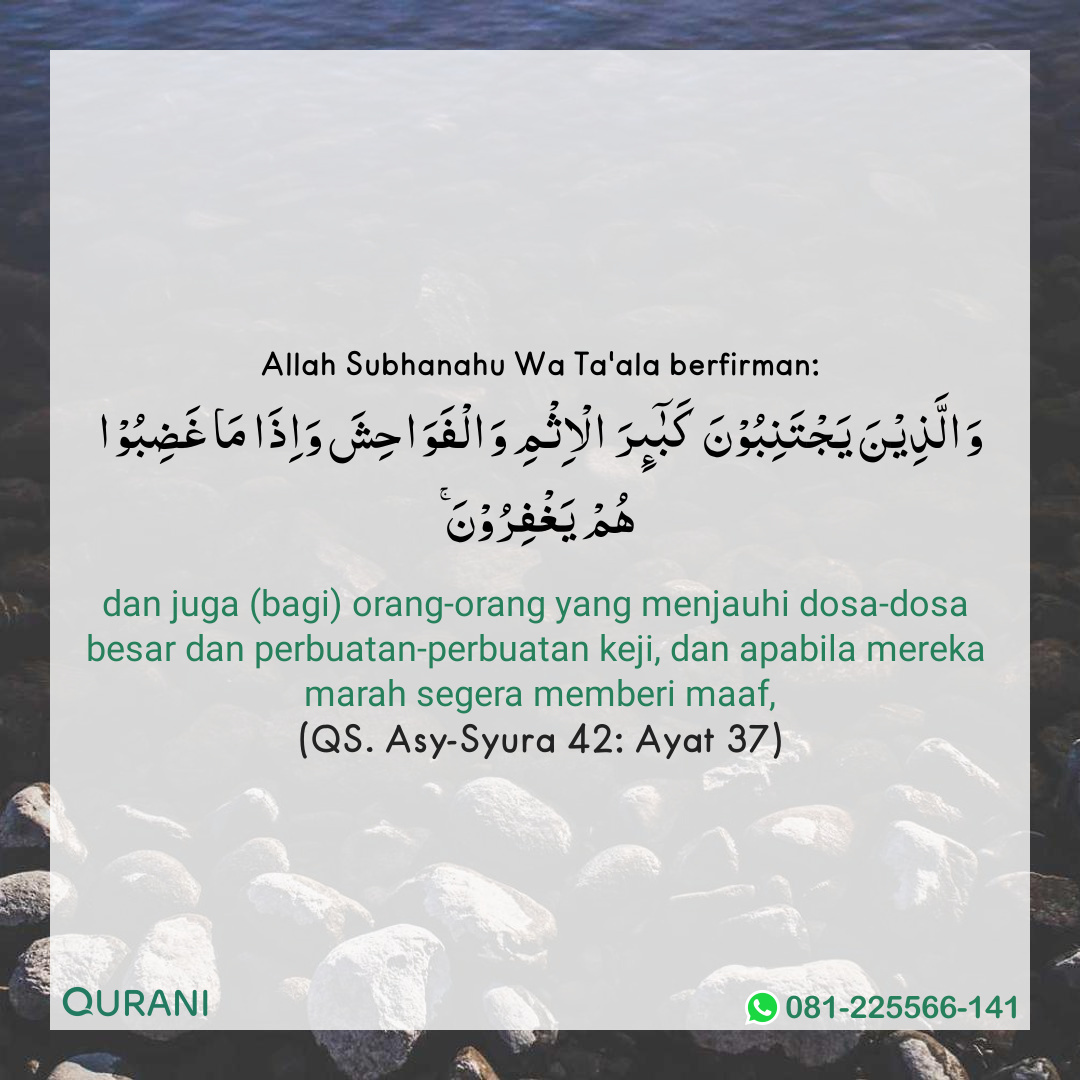 Allah Subhanahu Wa Ta'ala berfirman:
وَالَّذِيْنَ يَجْتَنِبُوْنَ كَبٰۤىِٕرَ الْاِثْمِ وَالْفَوَاحِشَ وَاِذَا مَا غَضِبُوْا
هُمْ يَغْفِرُوْنَ ۚ
dan juga (bagi) orang-orang yang menjauhi dosa-dosa
besar dan perbuatan-perbuatan keji, dan apabila mereka
marah segera memberi maaf,
(QS. Asy-Syura 42: Ayat 37)
QURANI
081-225566-141